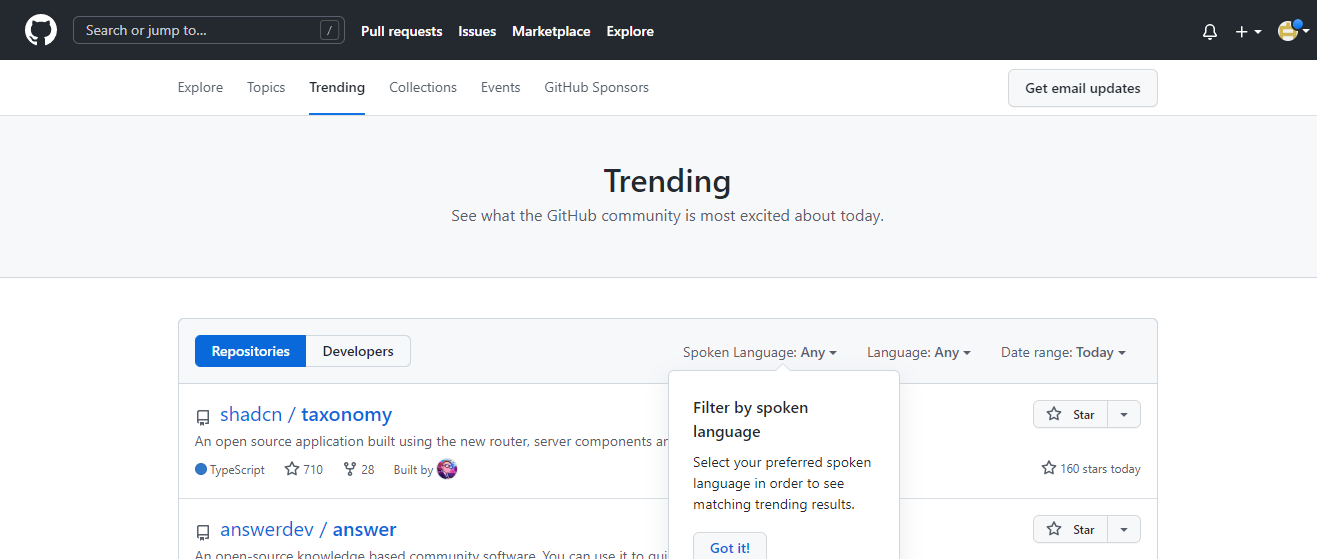 Search or jump to... /
Pull requests Issues Marketplace Explore
Explore Topics Trending Collections Events GitHub Sponsors
Get email updates
Trending
See what the GitHub community is most excited about today.
Repositories Developers
Spoken Language: Any Language: Any Date range: Today
Filter by spoken
language
Select your preferred spoken
language in order to see
matching trending results.
Got it!
shadcn / taxonomy
Star
An open source application built using the new router, server components
TypeScript 710 28 Built by
160 stars today
answerdev / answer
Star
An open-source knowledge based community software. You can use it to